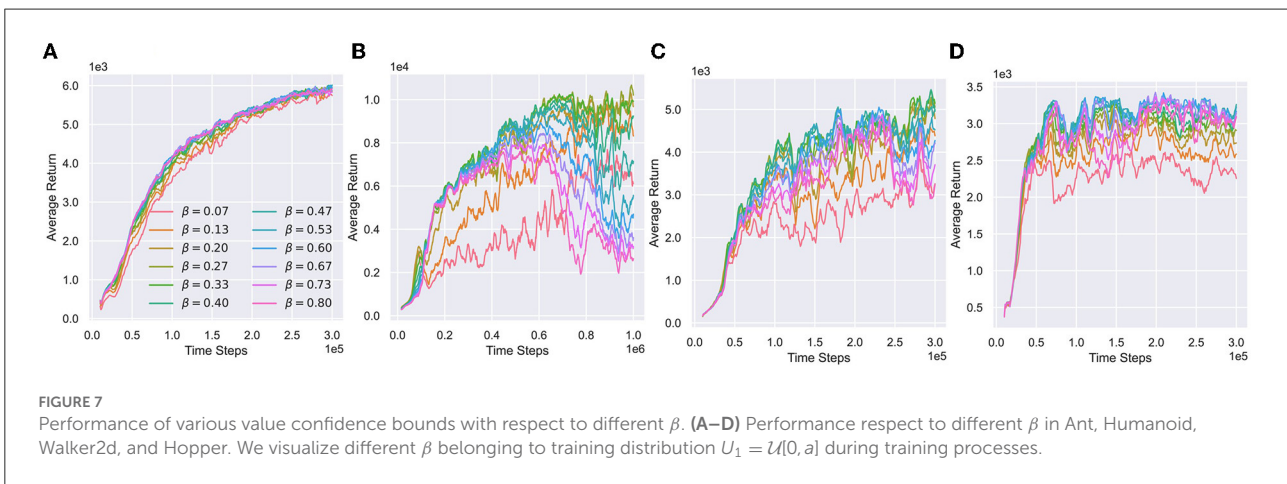 A
B
C
D
1e3
6.0
5.0
4.0
3.0
2.0
1.0
0.0
Average Return
β = 0.07
β = 0.13
β = 0.20
β = 0.27
β = 0.33
β = 0.40
β = 0.47
β = 0.53
β = 0.60
β = 0.67
β = 0.73
β = 0.80
0.0 0.5 1.0 1.5 2.0 2.5 3.0
Time Steps
1e5
1e4
1.0
0.8
0.6
0.4
0.2
0.0
Average Return
0.0 0.2 0.4 0.6 0.8 1.0
Time Steps
1e6
1e3
5.0
4.0
3.0
2.0
1.0
0.0
Average Return
0.0 0.5 1.0 1.5 2.0 2.5 3.0
Time Steps
1e5
1e3
3.5
3.0
2.5
2.0
1.5
1.0
0.5
Average Return
0.0 0.5 1.0 1.5 2.0 2.5 3.0
Time Steps
1e5
FIGURE 7
Performance of various value confidence bounds with respect to different β. (A–D) Performance respect to different β in Ant, Humanoid,
Walker2d, and Hopper. We visualize different β belonging to training distribution U₁ = 𝒰[0, a] during training processes.